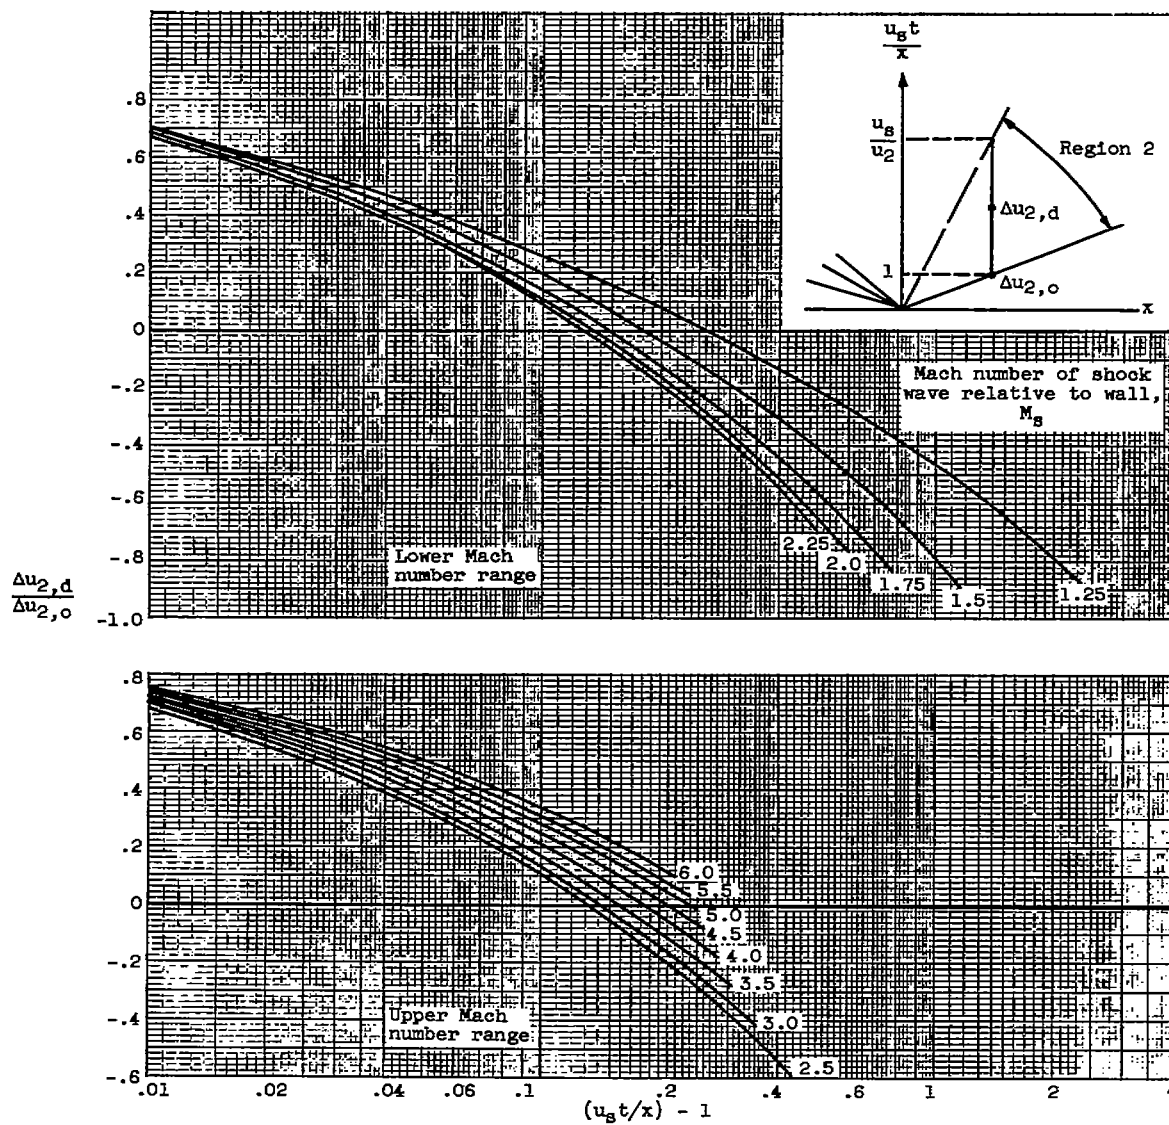 u_s t
x
u_s
u_2
1
Region 2
Δu_2,d
Δu_2,o
x
.8
.6
.4
.2
0
-.2
-.4
-.6
-.8
-1.0
Mach number of shock
wave relative to wall,
M_s
Lower Mach
number range
2.25
2.0
1.75
1.5
1.25
Δu_2,d
Δu_2,o
.8
.6
.4
.2
0
-.2
-.4
-.6
6.0
5.5
5.0
4.5
4.0
3.5
3.0
2.5
Upper Mach
number range
.01 .02 .04 .06 .1 .2 .4 .6 1 2 4
(u_s t/x) - 1